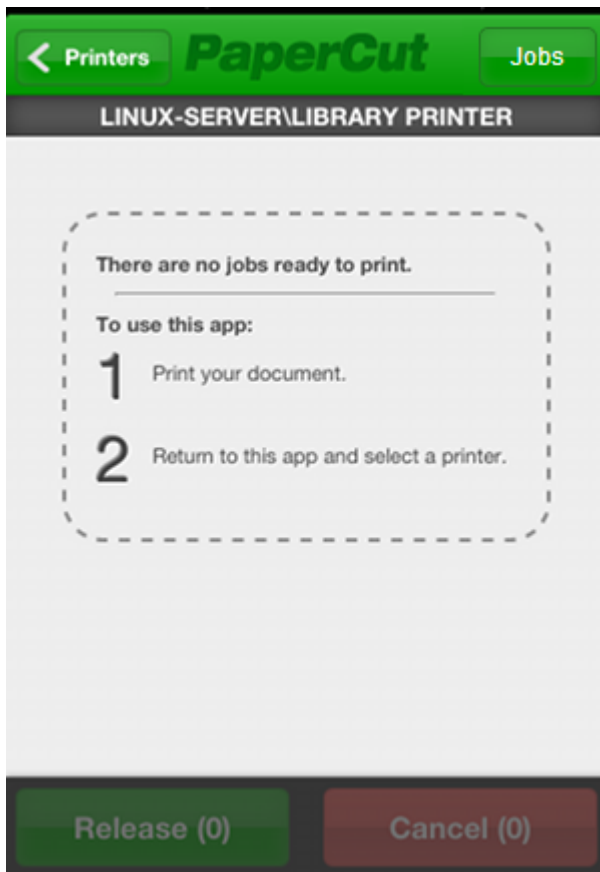 Printers PaperCut Jobs
LINUX-SERVER\LIBRARY PRINTER
There are no jobs ready to print.
To use this app:
1 Print your document.
2 Return to this app and select a printer.
Release (0) Cancel (0)